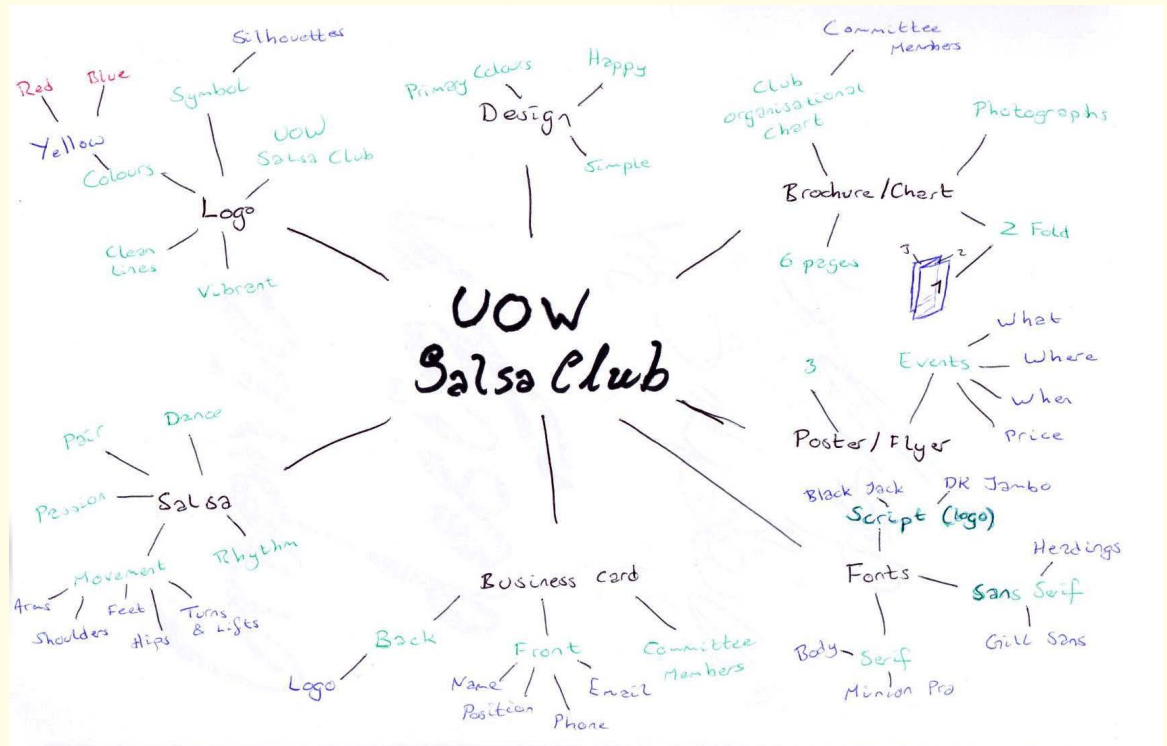 Silhouettes
Red
Blue
Symbol
Yellow
UOW
Salsa Club
Colours
Logo
Clean
Lines
Vibrant
Primary Colours
Happy
Design
Simple
Committee
Members
Club
organisational
chart
Photographs
Brochure/Chart
2 Fold
6 pages
3
2
1
UOW
Salsa Club
What
3
Events
Where
When
Price
Poster/Flyer
Black Jack
DK Jambo
Script (logo)
Headings
Fonts
Sans Serif
Gill Sans
Body
Serif
Minion Pro
Dance
Pair
Passion
Salsa
Rhythm
Movement
Arms
Shoulders
Feet
Hips
Turns
& Lifts
Business Card
Back
Front
Committee
Members
Logo
Name
Position
Phone
Email